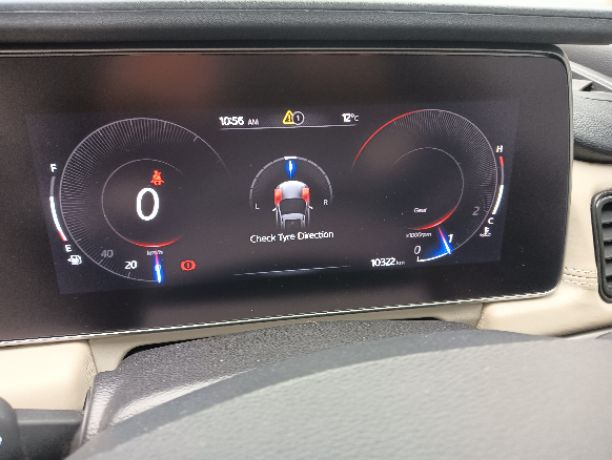 10:56 AM
1
12°C
F
H
0
L
R
Gear
2
Check Tyre Direction
x1000rpm
C
E
km/h
1
40
0
20
0
10322 km